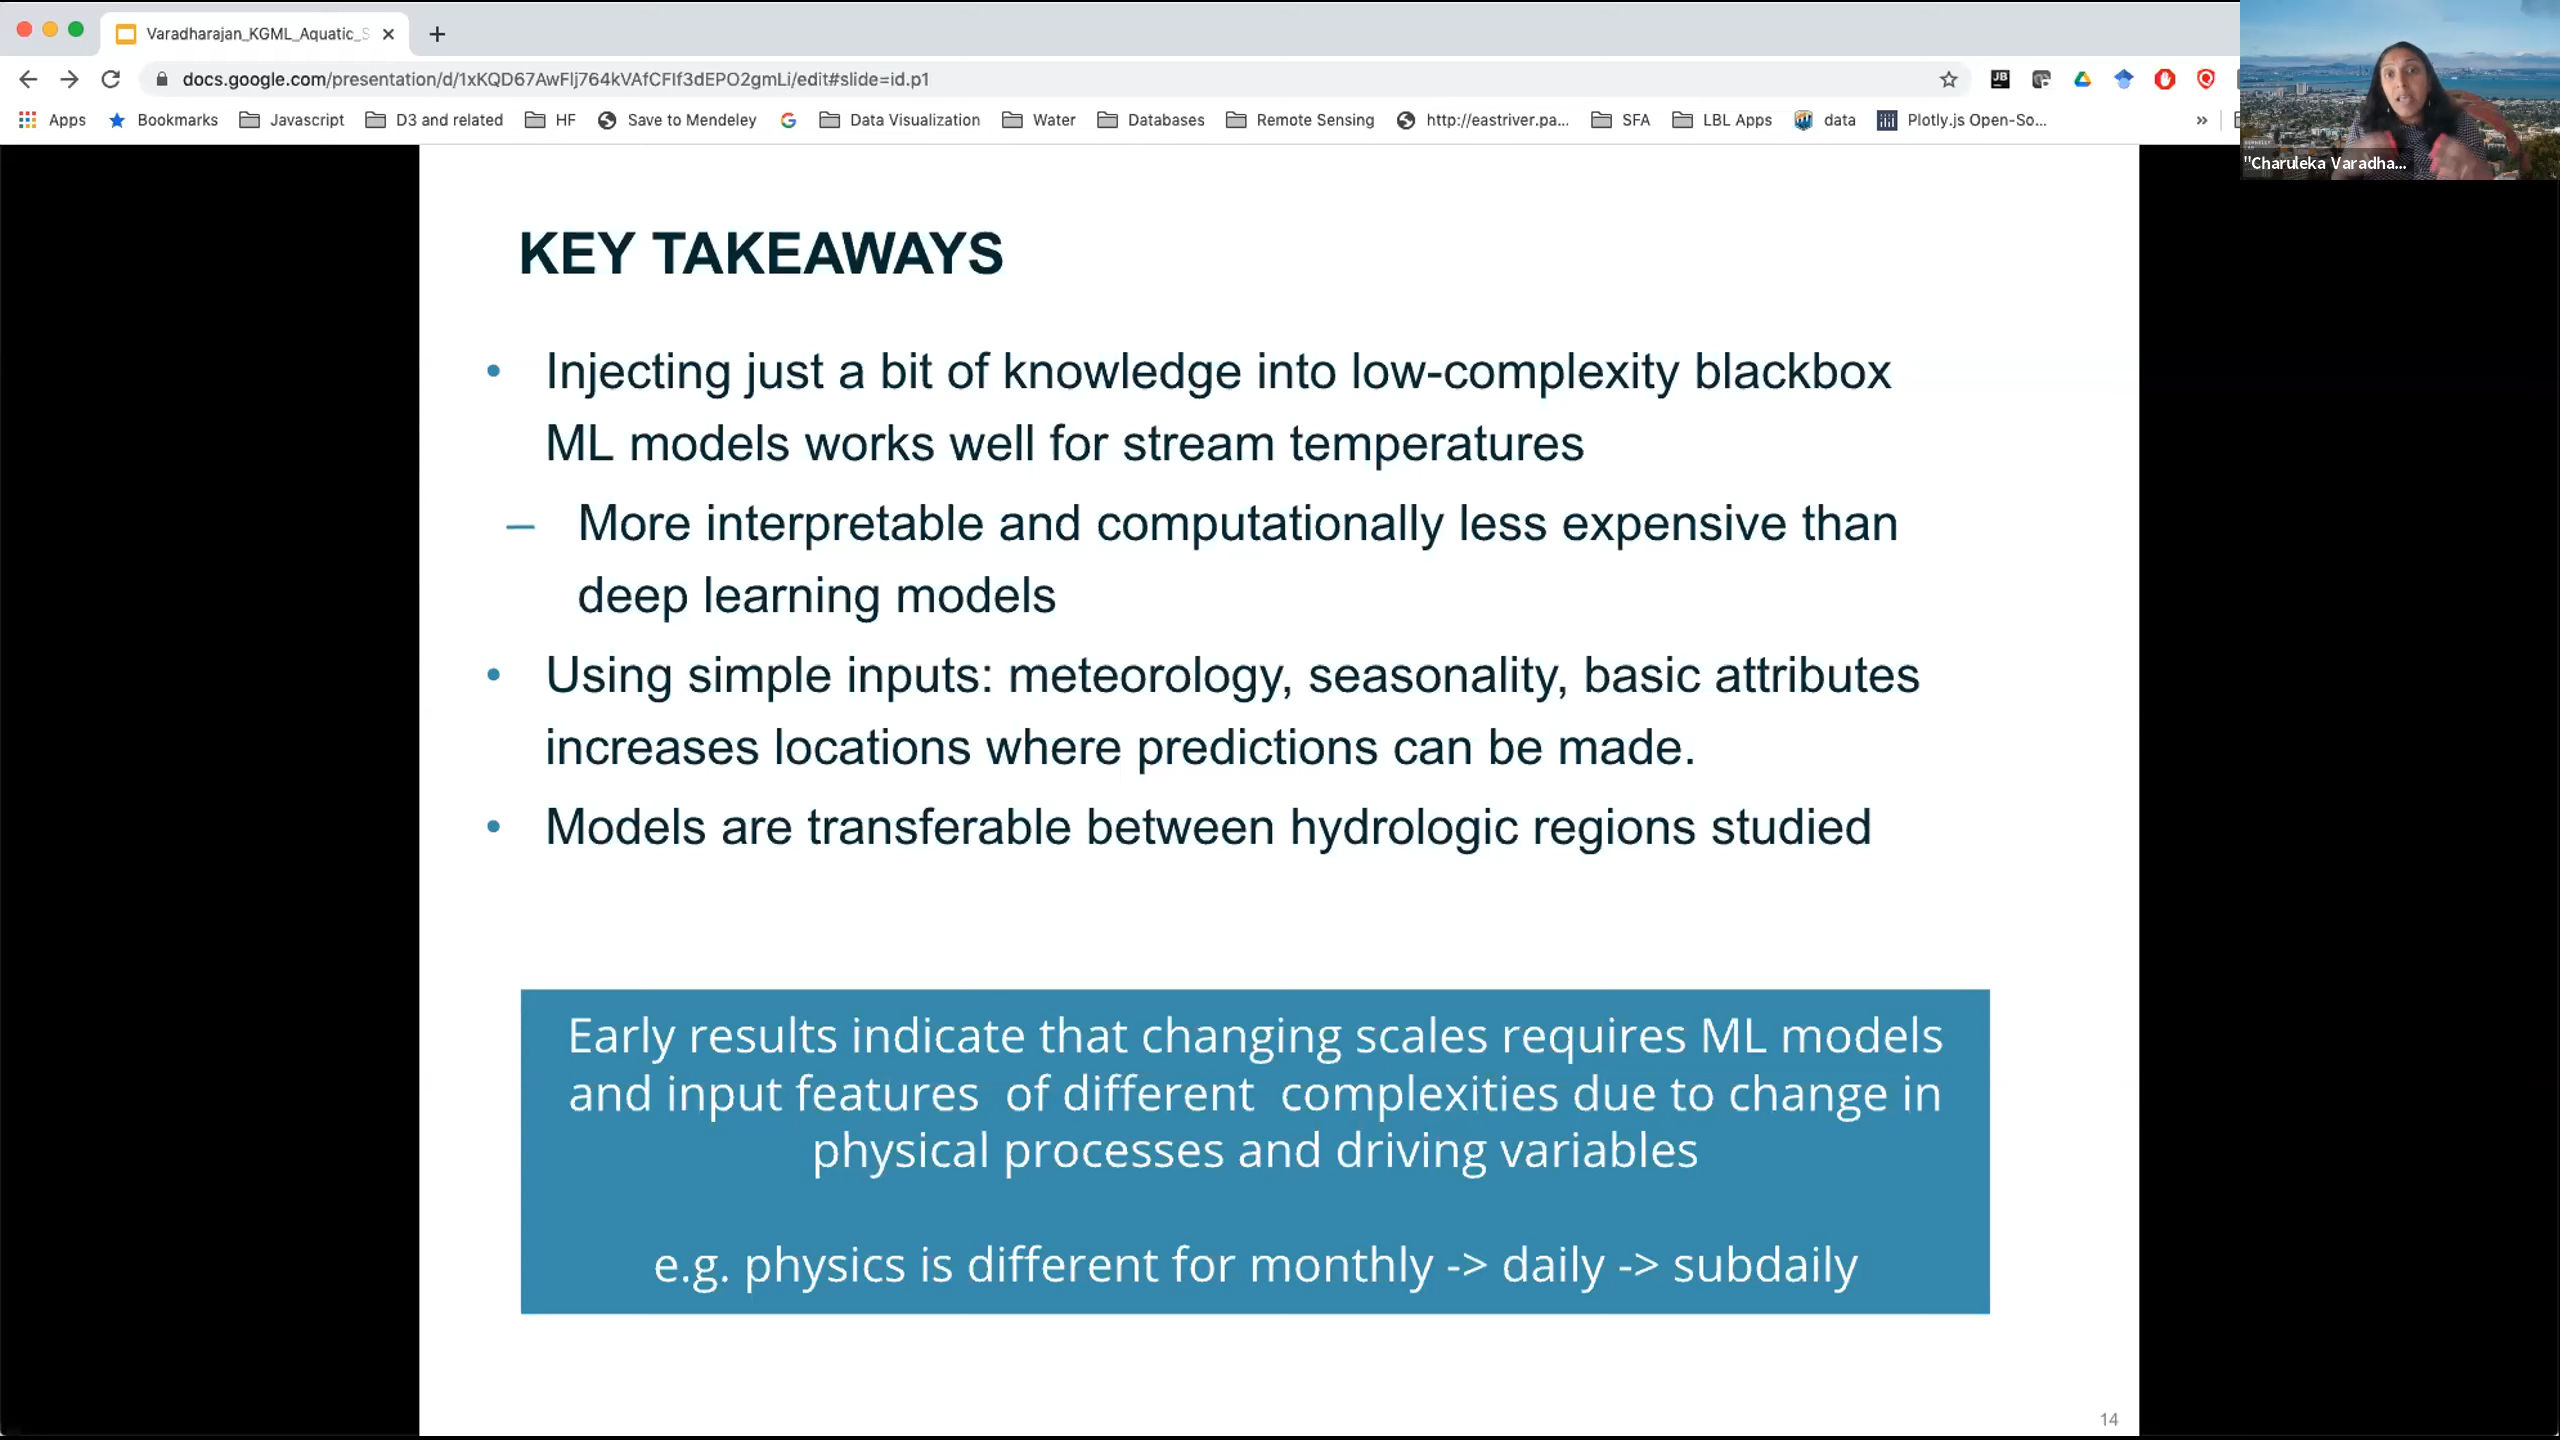 Varadharajan_KGML_Aquatic_S
docs.google.com/presentation/d/1xKQD67AwFlj764kVAfCFlf3dEPO2gmLi/edit#slide=id.p1
Apps Bookmarks Javascript D3 and related HF Save to Mendeley Data Visualization Water Databases Remote Sensing http://eastriver.pa... SFA LBL Apps data Plotly.js Open-So... »
"Charuleka Varadha...
KEY TAKEAWAYS
• Injecting just a bit of knowledge into low-complexity blackbox
ML models works well for stream temperatures
– More interpretable and computationally less expensive than
deep learning models
• Using simple inputs: meteorology, seasonality, basic attributes
increases locations where predictions can be made.
• Models are transferable between hydrologic regions studied
Early results indicate that changing scales requires ML models
and input features of different complexities due to change in
physical processes and driving variables
e.g. physics is different for monthly -> daily -> subdaily
14